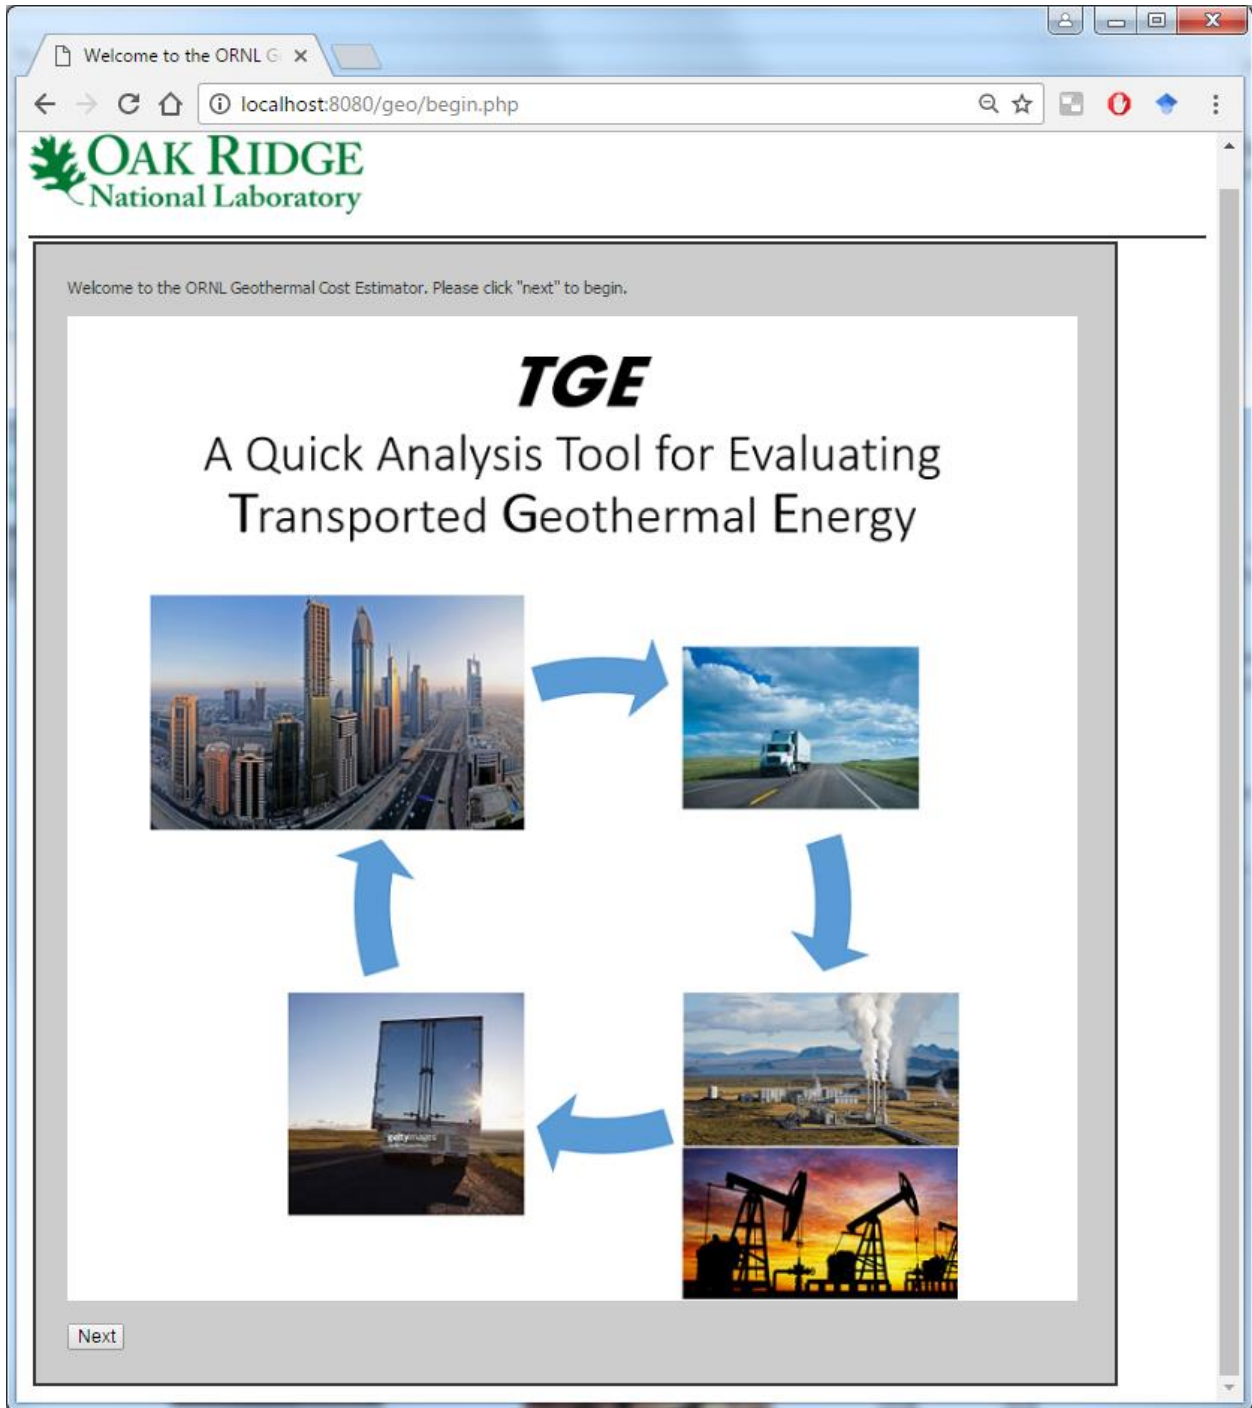 Welcome to the ORNL G
localhost:8080/geo/begin.php
OAK RIDGE
National Laboratory
Welcome to the ORNL Geothermal Cost Estimator. Please click "next" to begin.
TGE
A Quick Analysis Tool for Evaluating
Transported Geothermal Energy
gettyimages
Next